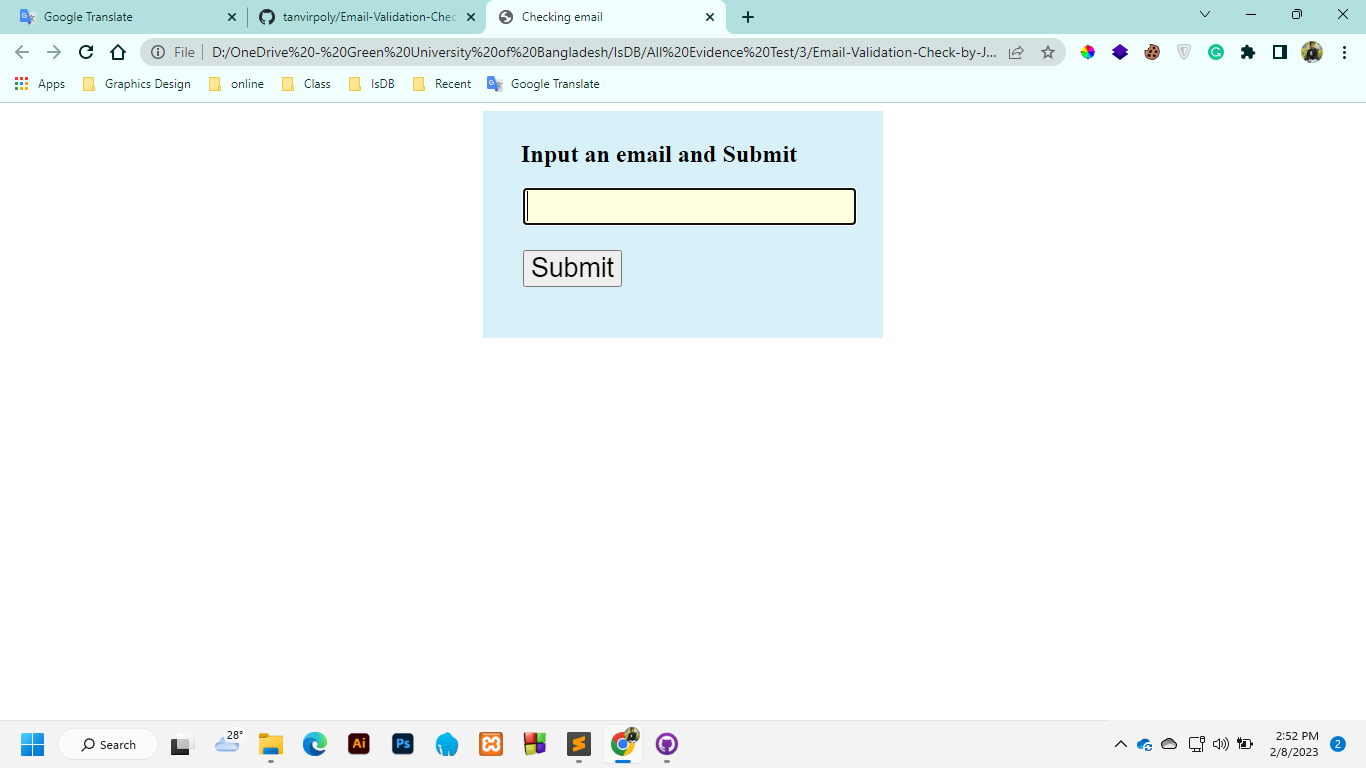 Google Translate
tanvirpoly/Email-Validation-Chec
Checking email
File
D:/OneDrive%20-%20Green%20University%20of%20Bangladesh/IsDB/All%20Evidence%20Test/3/Email-Validation-Check-by-J...
Apps
Graphics Design
online
Class
IsDB
Recent
Google Translate
Input an email and Submit
Submit
Search
28°
Ai
Ps
2:52 PM
2/8/2023
2